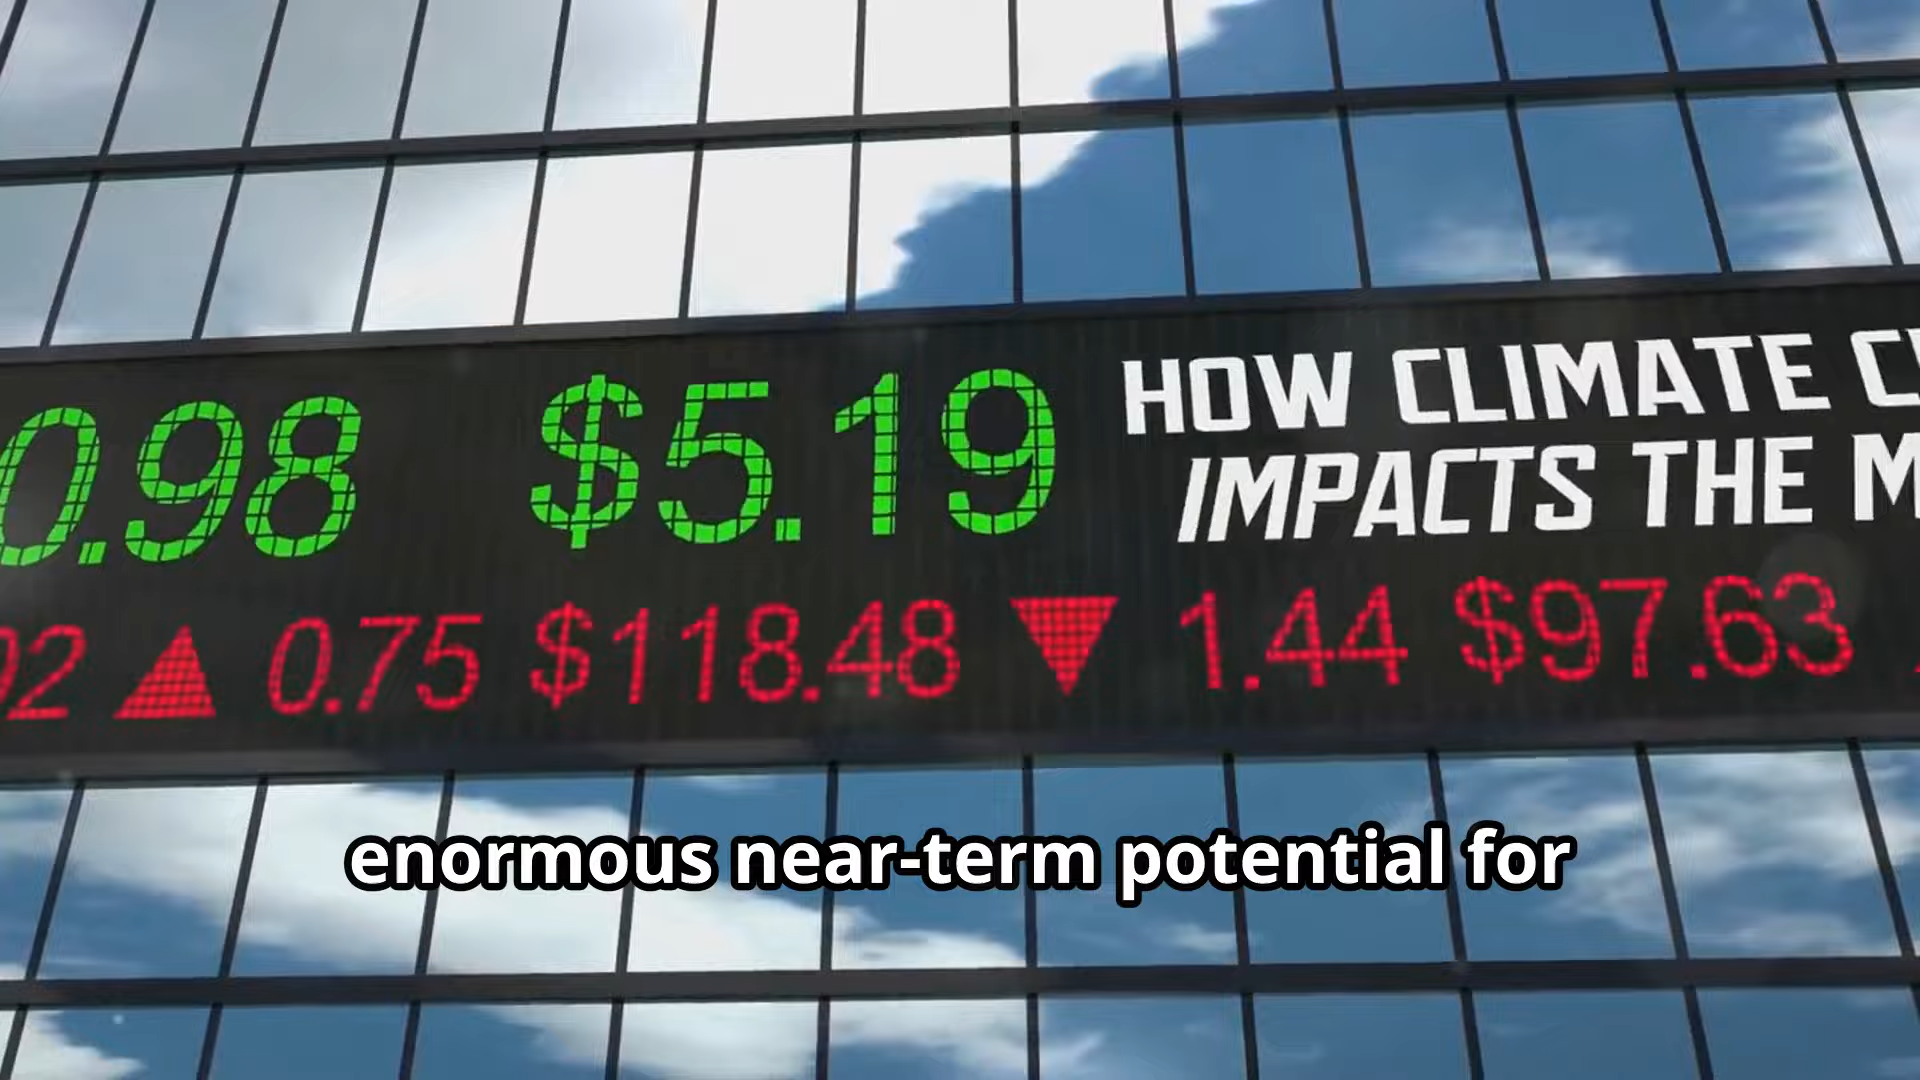 0.98 $5.19
HOW CLIMATE
IMPACTS THE
▲ 0.75 $118.48 ▼ 1.44 $97.63
enormous near-term potential for